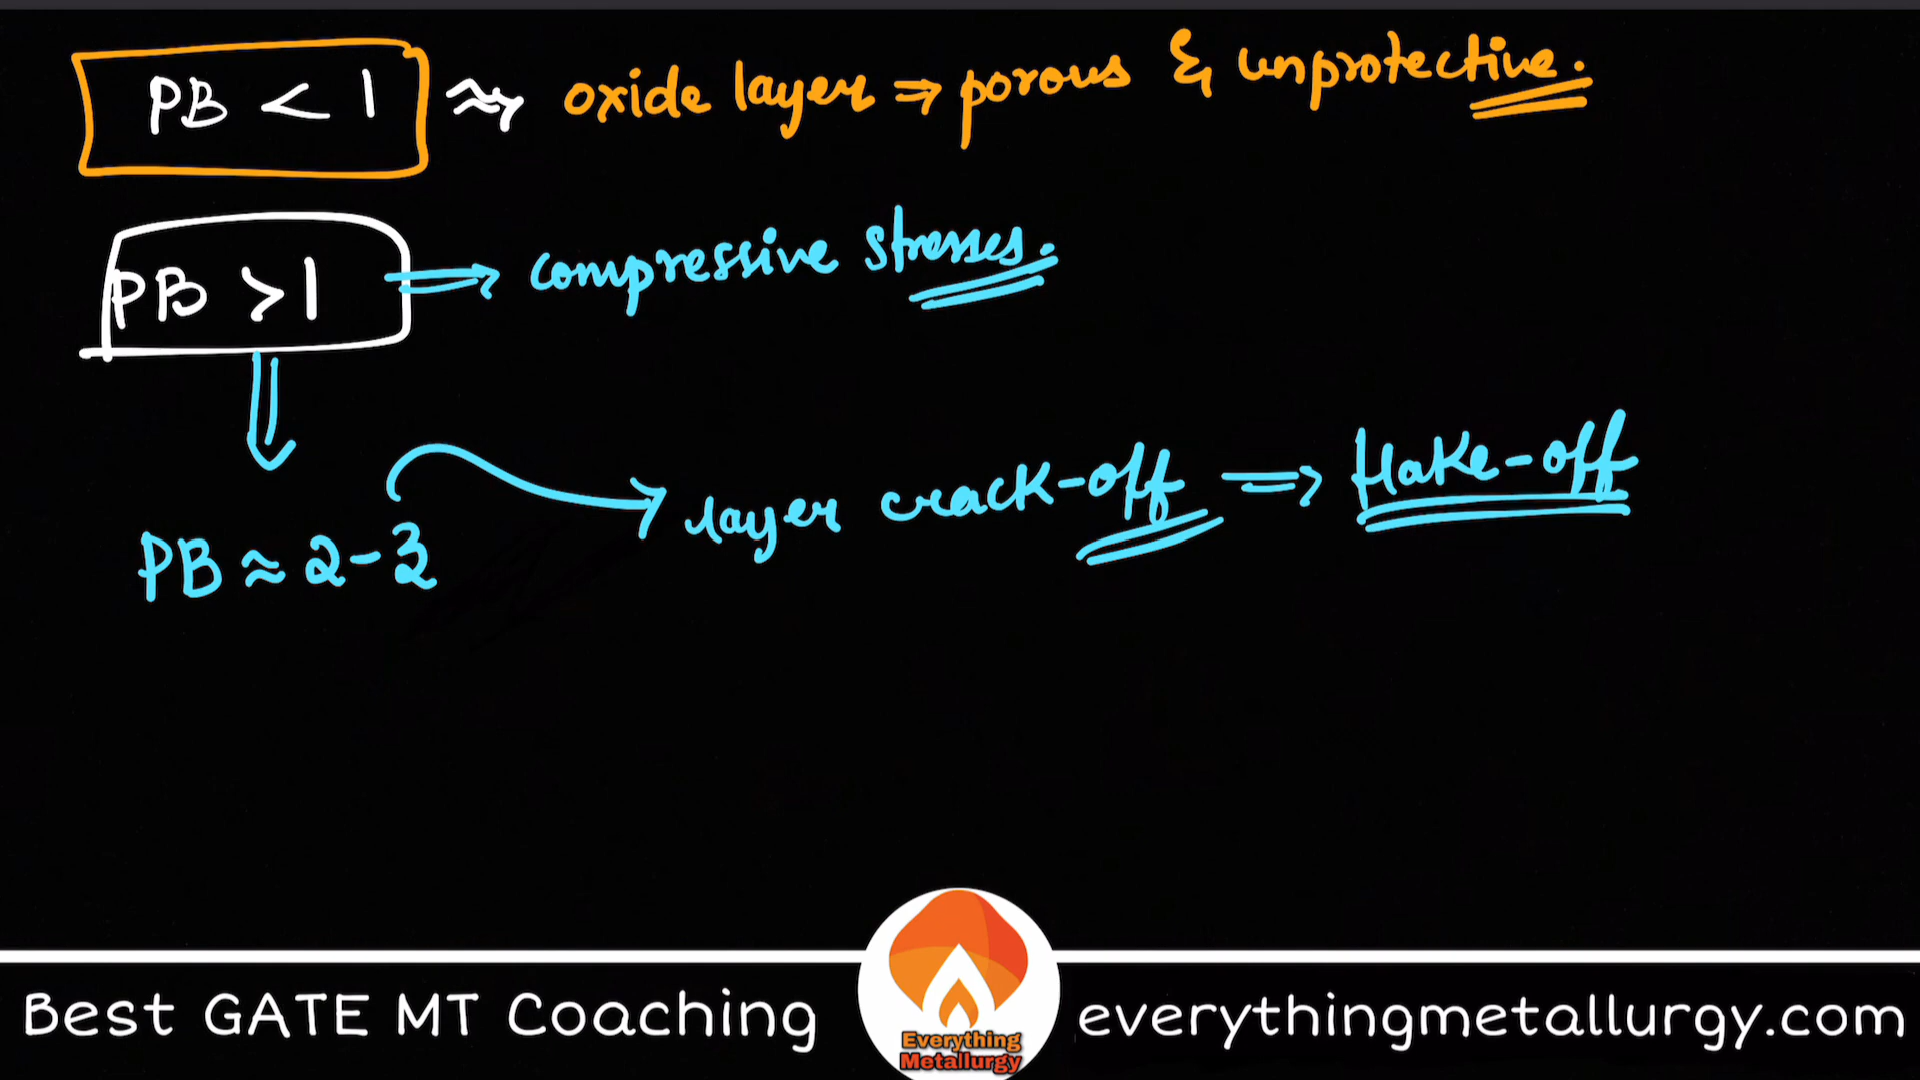 PB < 1 ≈> oxide layer ⇒ porous & unprotective.
PB > 1 ⇒ compressive stresses.
PB ≈ 2-3 → layer crack-off ⇒ flake-off
Best GATE MT Coaching
Everything
Metallurgy
everythingmetallurgy.com